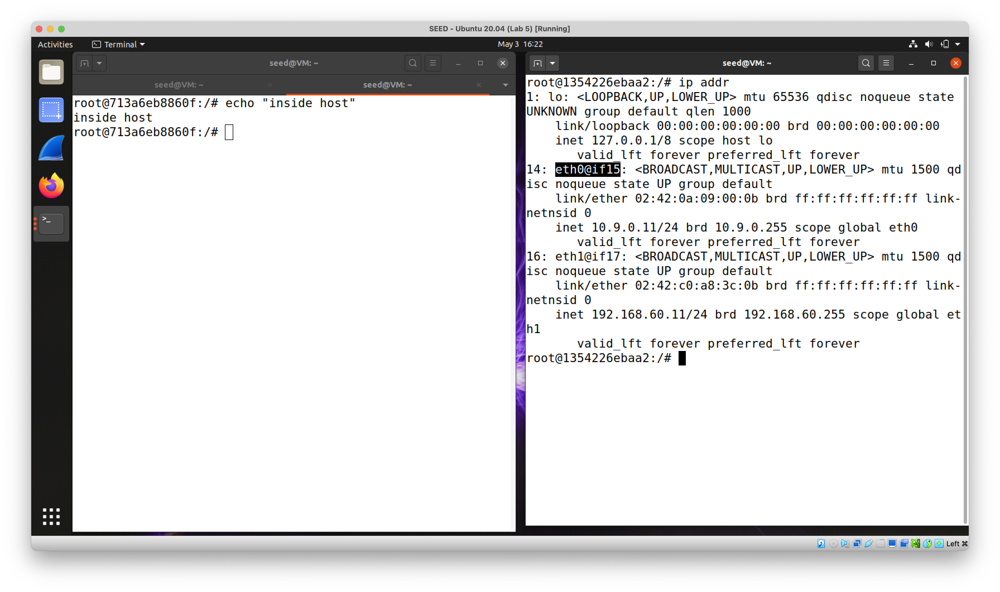 SEED - Ubuntu 20.04 (Lab 5) [Running]
Activities
Terminal
May 3 16:22
seed@VM: ~
seed@VM: ~
seed@VM: ~
root@713a6eb8860f:/# echo "inside host"
inside host
root@713a6eb8860f:/#
seed@VM: ~
root@1354226ebaa2:/# ip addr
1: lo: <LOOPBACK,UP,LOWER_UP> mtu 65536 qdisc noqueue state
UNKNOWN group default qlen 1000
    link/loopback 00:00:00:00:00:00 brd 00:00:00:00:00:00
    inet 127.0.0.1/8 scope host lo
       valid_lft forever preferred_lft forever
14: eth0@if15: <BROADCAST,MULTICAST,UP,LOWER_UP> mtu 1500 qd
isc noqueue state UP group default
    link/ether 02:42:0a:09:00:0b brd ff:ff:ff:ff:ff:ff link-
netnsid 0
    inet 10.9.0.11/24 brd 10.9.0.255 scope global eth0
       valid_lft forever preferred_lft forever
16: eth1@if17: <BROADCAST,MULTICAST,UP,LOWER_UP> mtu 1500 qd
isc noqueue state UP group default
    link/ether 02:42:c0:a8:3c:0b brd ff:ff:ff:ff:ff:ff link-
netnsid 0
    inet 192.168.60.11/24 brd 192.168.60.255 scope global et
h1
       valid_lft forever preferred_lft forever
root@1354226ebaa2:/#
Left ⌘